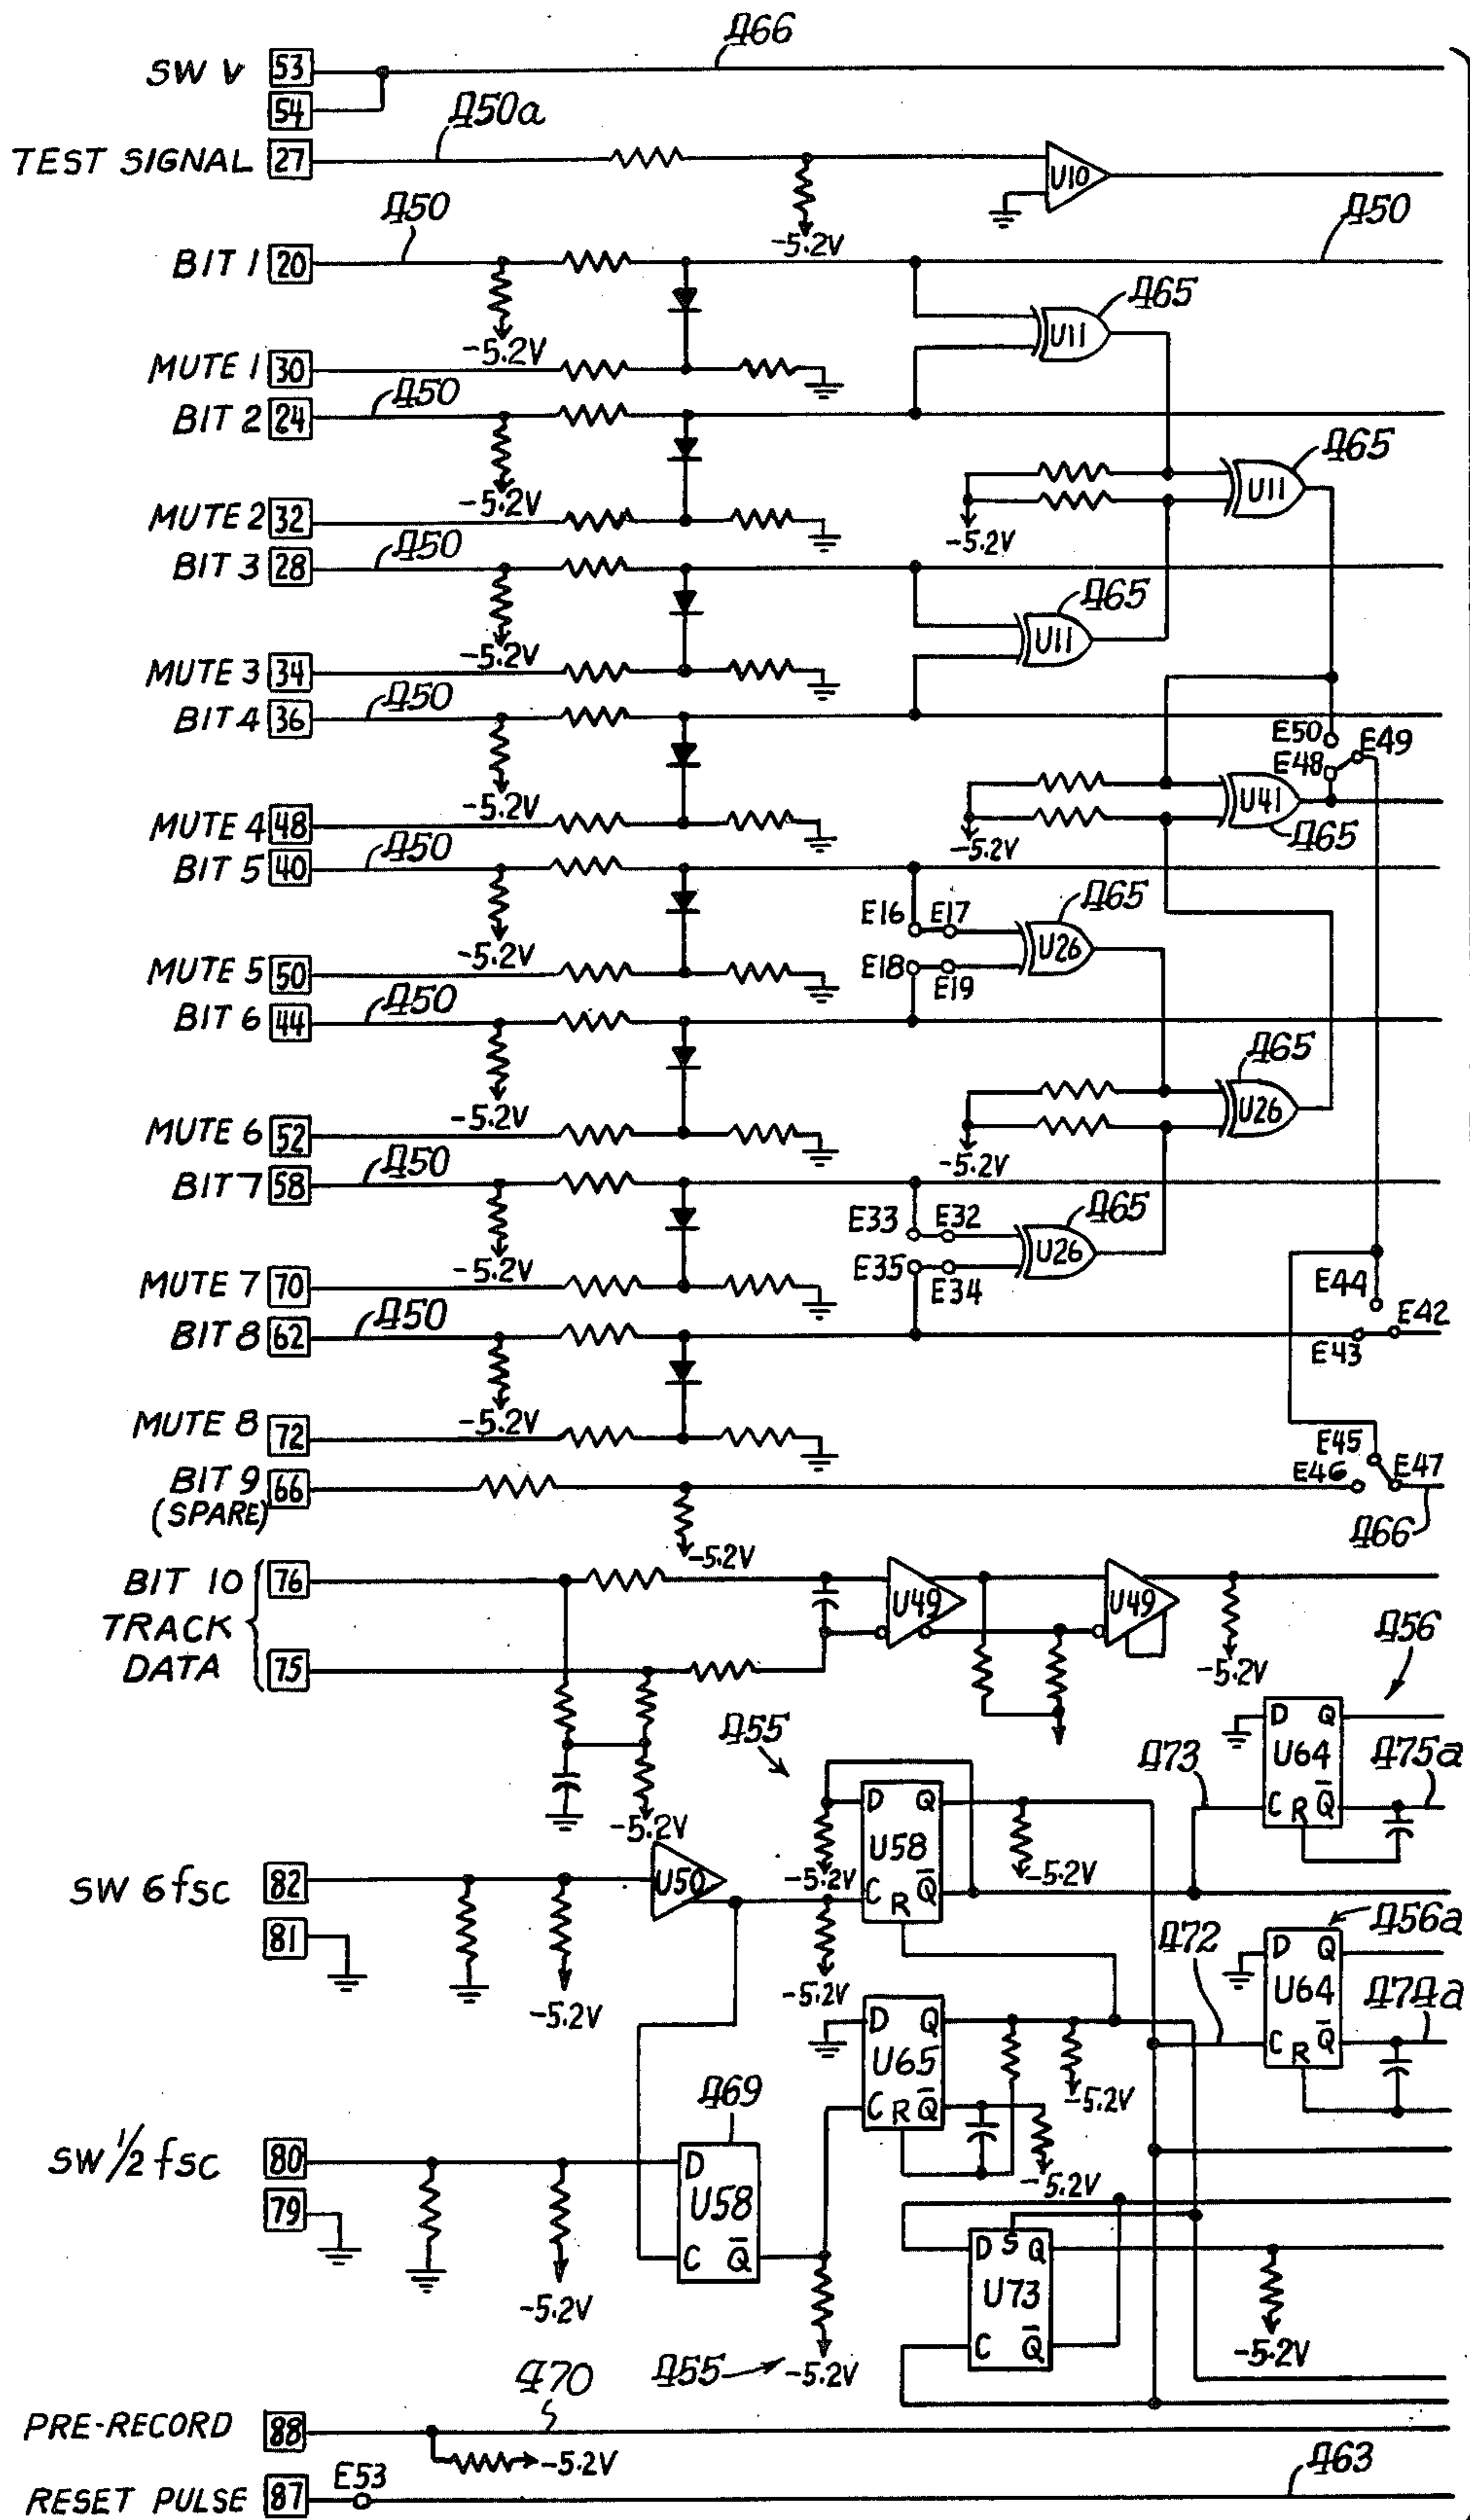 466
SW V 53
54
450a
TEST SIGNAL 27
U10
-5.2V
450
450
BIT 1 20
465
U11
-5.2V
MUTE 1 30
450
BIT 2 24
465
U11
-5.2V
MUTE 2 32
-5.2V
450
BIT 3 28
465
U11
-5.2V
MUTE 3 34
450
BIT 4 36
E50 E49
E48
U41
-5.2V
MUTE 4 48
465
-5.2V
450
BIT 5 40
465
E16 E17
U26
-5.2V
E18 E19
MUTE 5 50
450
BIT 6 44
465
U26
-5.2V
MUTE 6 52
-5.2V
450
BIT 7 58
465
E33 E32
U26
-5.2V
E35 E34
MUTE 7 70
E44
450
BIT 8 62
E42
E43
-5.2V
MUTE 8 72
E45
BIT 9 66
E46 E47
(SPARE)
466
-5.2V
BIT 10 76
U49 U49
TRACK
456
DATA 75
-5.2V
455
D Q
U64
473
475a
C R Q̄
D Q
U58
-5.2V
-5.2V
-5.2V
SW 6 fsc 82
U50
C R Q̄
81
472
456a
D Q
U64
474a
C R Q̄
-5.2V
-5.2V
D Q
U65
C R Q̄
-5.2V
469
SW 1/2 fsc 80
D
U58
C Q̄
79
-5.2V
D S Q
U73
C Q̄
-5.2V
-5.2V
455
-5.2V
470
PRE-RECORD 88
-5.2V
E53
463
RESET PULSE 87